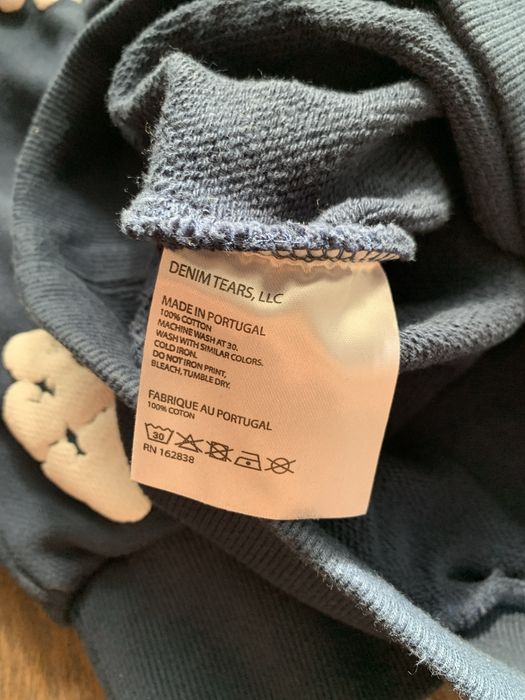 DENIM TEARS, LLC
MADE IN PORTUGAL
100% COTTON
MACHINE WASH AT 30.
WASH WITH SIMILAR COLORS.
COLD IRON.
DO NOT IRON PRINT,
BLEACH, TUMBLE DRY.
FABRIQUE AU PORTUGAL
100% COTON
30
RN 162838